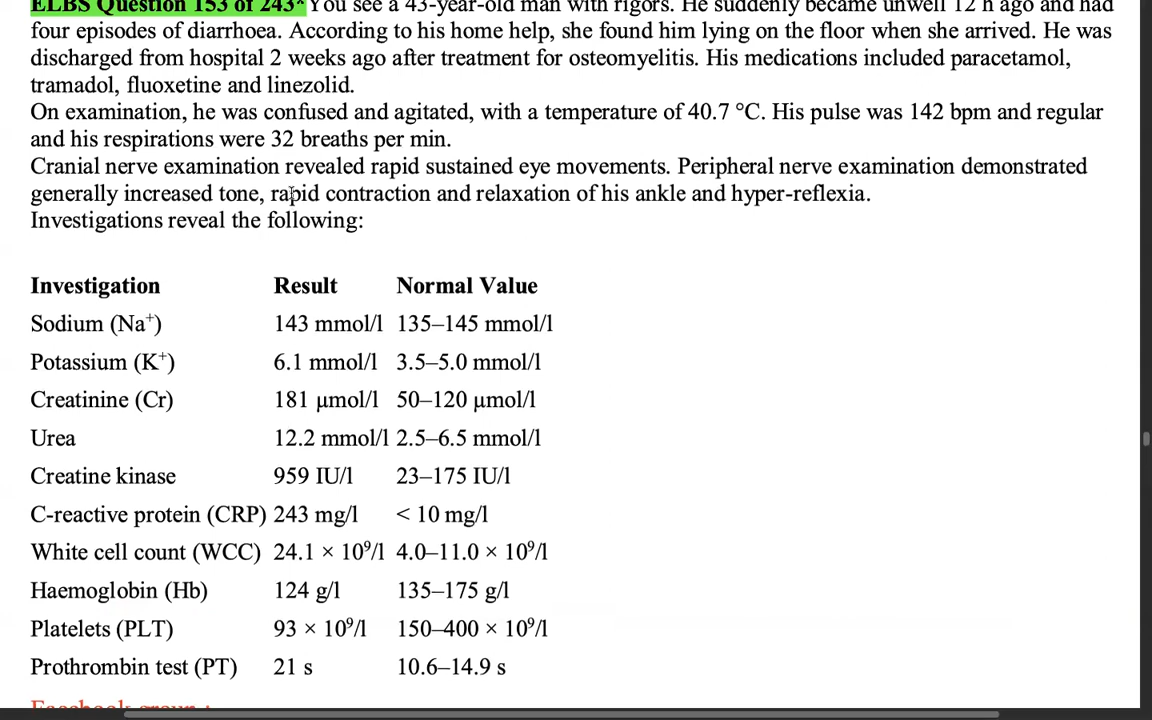 ELBS Question 153 of 243* You see a 43-year-old man with rigors. He suddenly became unwell 12 h ago and had
four episodes of diarrhoea. According to his home help, she found him lying on the floor when she arrived. He was
discharged from hospital 2 weeks ago after treatment for osteomyelitis. His medications included paracetamol,
tramadol, fluoxetine and linezolid.
On examination, he was confused and agitated, with a temperature of 40.7 °C. His pulse was 142 bpm and regular
and his respirations were 32 breaths per min.
Cranial nerve examination revealed rapid sustained eye movements. Peripheral nerve examination demonstrated
generally increased tone, rapid contraction and relaxation of his ankle and hyper-reflexia.
Investigations reveal the following:
Investigation Result Normal Value
Sodium (Na⁺) 143 mmol/l 135–145 mmol/l
Potassium (K⁺) 6.1 mmol/l 3.5–5.0 mmol/l
Creatinine (Cr) 181 µmol/l 50–120 µmol/l
Urea 12.2 mmol/l 2.5–6.5 mmol/l
Creatine kinase 959 IU/l 23–175 IU/l
C-reactive protein (CRP) 243 mg/l < 10 mg/l
White cell count (WCC) 24.1 × 10⁹/l 4.0–11.0 × 10⁹/l
Haemoglobin (Hb) 124 g/l 135–175 g/l
Platelets (PLT) 93 × 10⁹/l 150–400 × 10⁹/l
Prothrombin test (PT) 21 s 10.6–14.9 s
Facebook group :